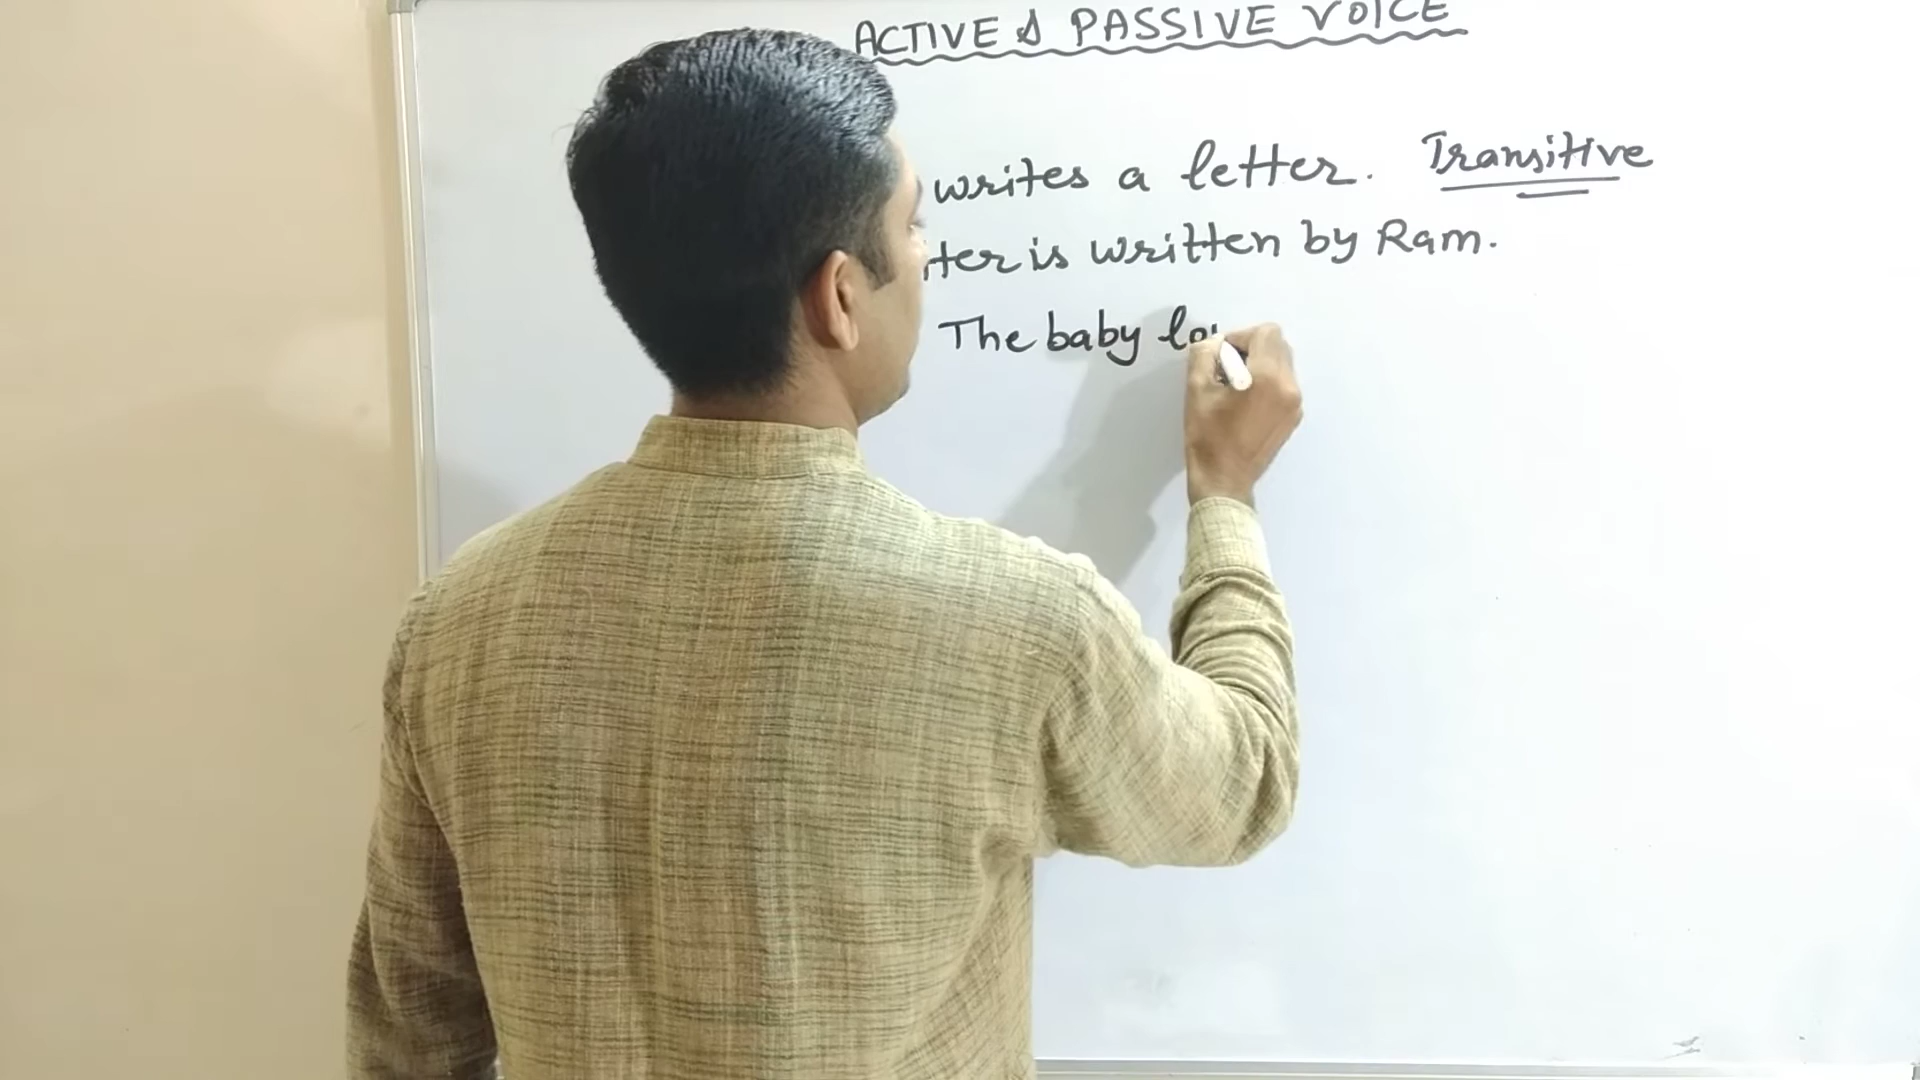 ACTIVE & PASSIVE VOICE
writes a letter. Transitive
is written by Ram.
The baby